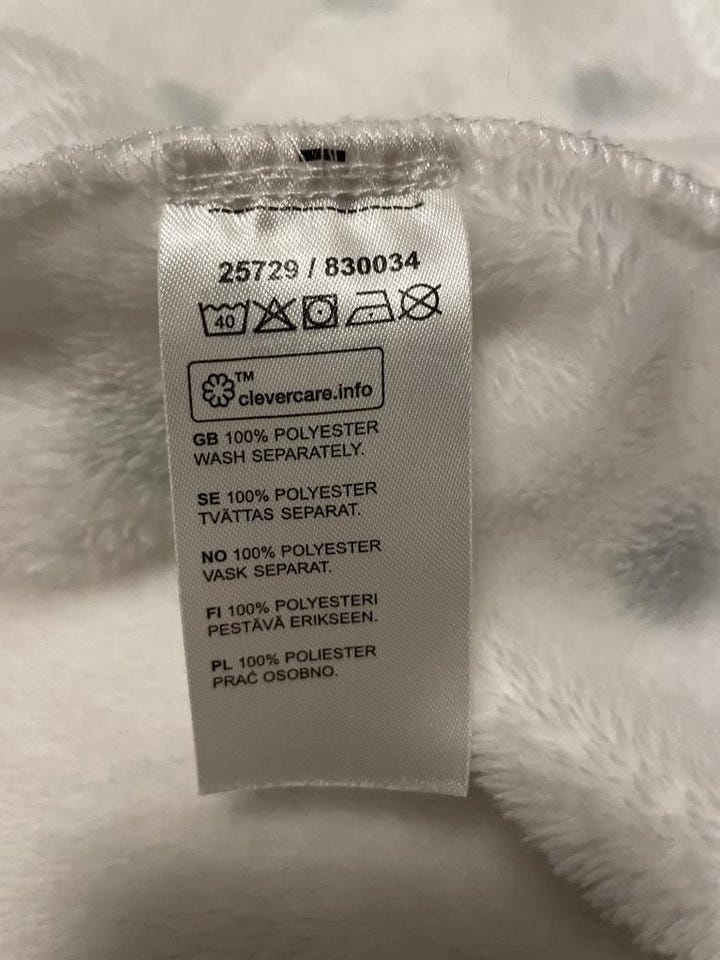 25729 / 830034
40
TM
clevercare.info
GB 100% POLYESTER
WASH SEPARATELY.
SE 100% POLYESTER
TVÄTTAS SEPARAT.
NO 100% POLYESTER
VASK SEPARAT.
FI 100% POLYESTERI
PESTÄVÄ ERIKSEEN.
PL 100% POLIESTER
PRAĆ OSOBNO.